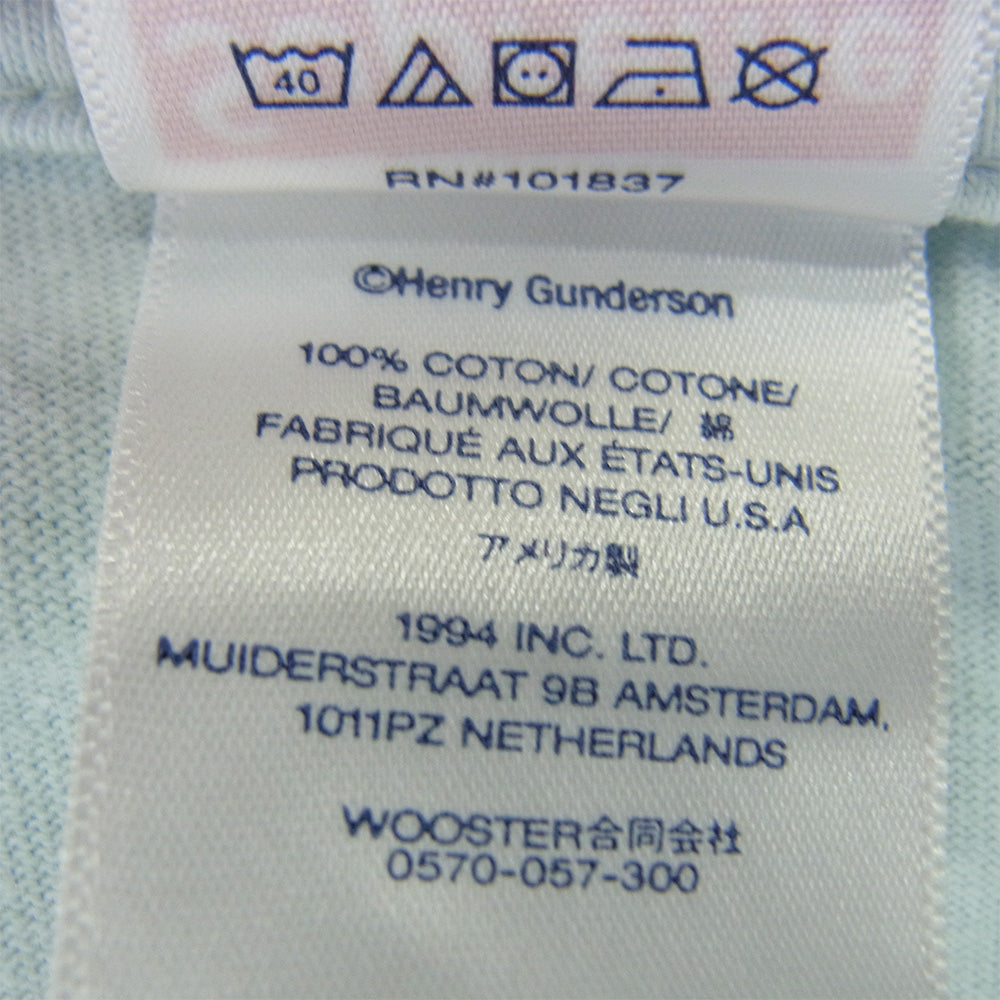 40
RN#101837
©Henry Gunderson
100% COTON/ COTONE/
BAUMWOLLE/ 綿
FABRIQUÉ AUX ÉTATS-UNIS
PRODOTTO NEGLI U.S.A
アメリカ製
1994 INC. LTD.
MUIDERSTRAAT 9B AMSTERDAM,
1011PZ NETHERLANDS
WOOSTER合同会社
0570-057-300